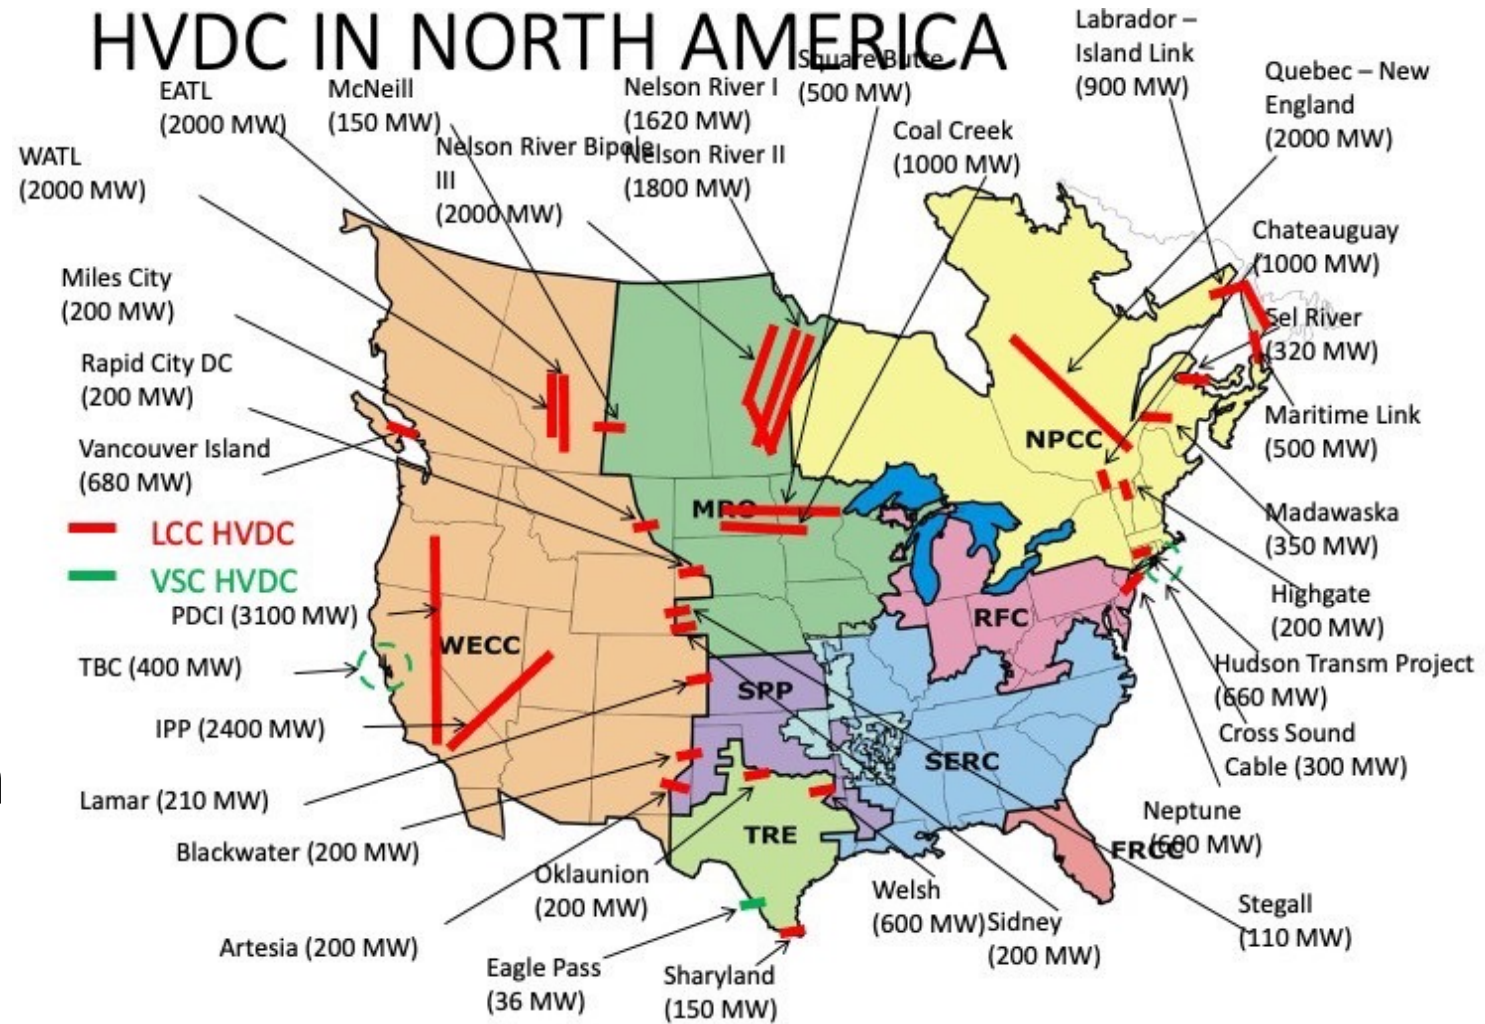 HVDC IN NORTH AMERICA
EATL
(2000 MW)
McNeill
(150 MW)
Nelson River I
(1620 MW)
Square Butte
(500 MW)
Labrador –
Island Link
(900 MW)
Quebec – New
England
(2000 MW)
WATL
(2000 MW)
Nelson River Bipole
III
(2000 MW)
Nelson River II
(1800 MW)
Coal Creek
(1000 MW)
Chateauguay
(1000 MW)
Miles City
(200 MW)
Sel River
(320 MW)
Rapid City DC
(200 MW)
Maritime Link
(500 MW)
Vancouver Island
(680 MW)
NPCC
MRO
Madawaska
(350 MW)
LCC HVDC
VSC HVDC
Highgate
(200 MW)
PDCI (3100 MW)
WECC
RFC
TBC (400 MW)
Hudson Transm Project
(660 MW)
SPP
IPP (2400 MW)
Cross Sound
Cable (300 MW)
SERC
Lamar (210 MW)
Neptune
(600 MW)
TRE
FRCC
Blackwater (200 MW)
Oklaunion
(200 MW)
Welsh
(600 MW)
Sidney
(200 MW)
Stegall
(110 MW)
Artesia (200 MW)
Eagle Pass
(36 MW)
Sharyland
(150 MW)